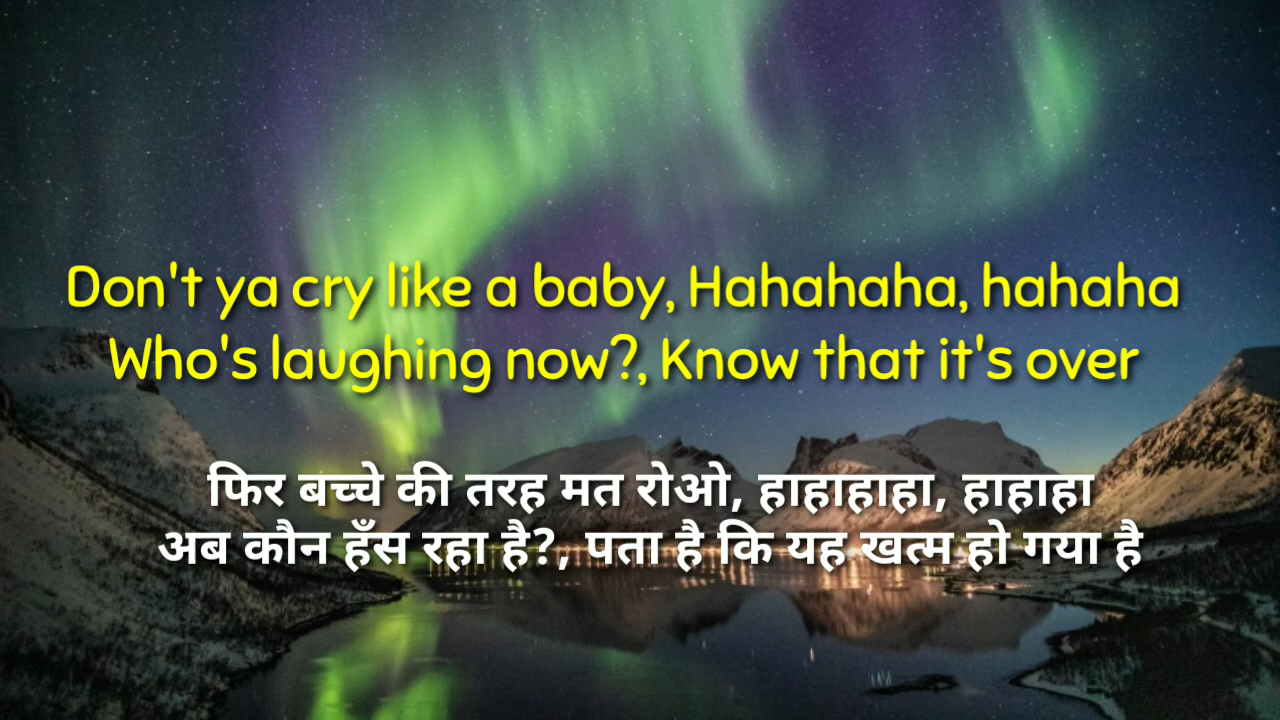 Don't ya cry like a baby, Hahahaha, hahaha
Who's laughing now?, Know that it's over
फिर बच्चे की तरह मत रोओ, हाहाहाहा, हाहाहा
अब कौन हँस रहा है?, पता है कि यह खत्म हो गया है